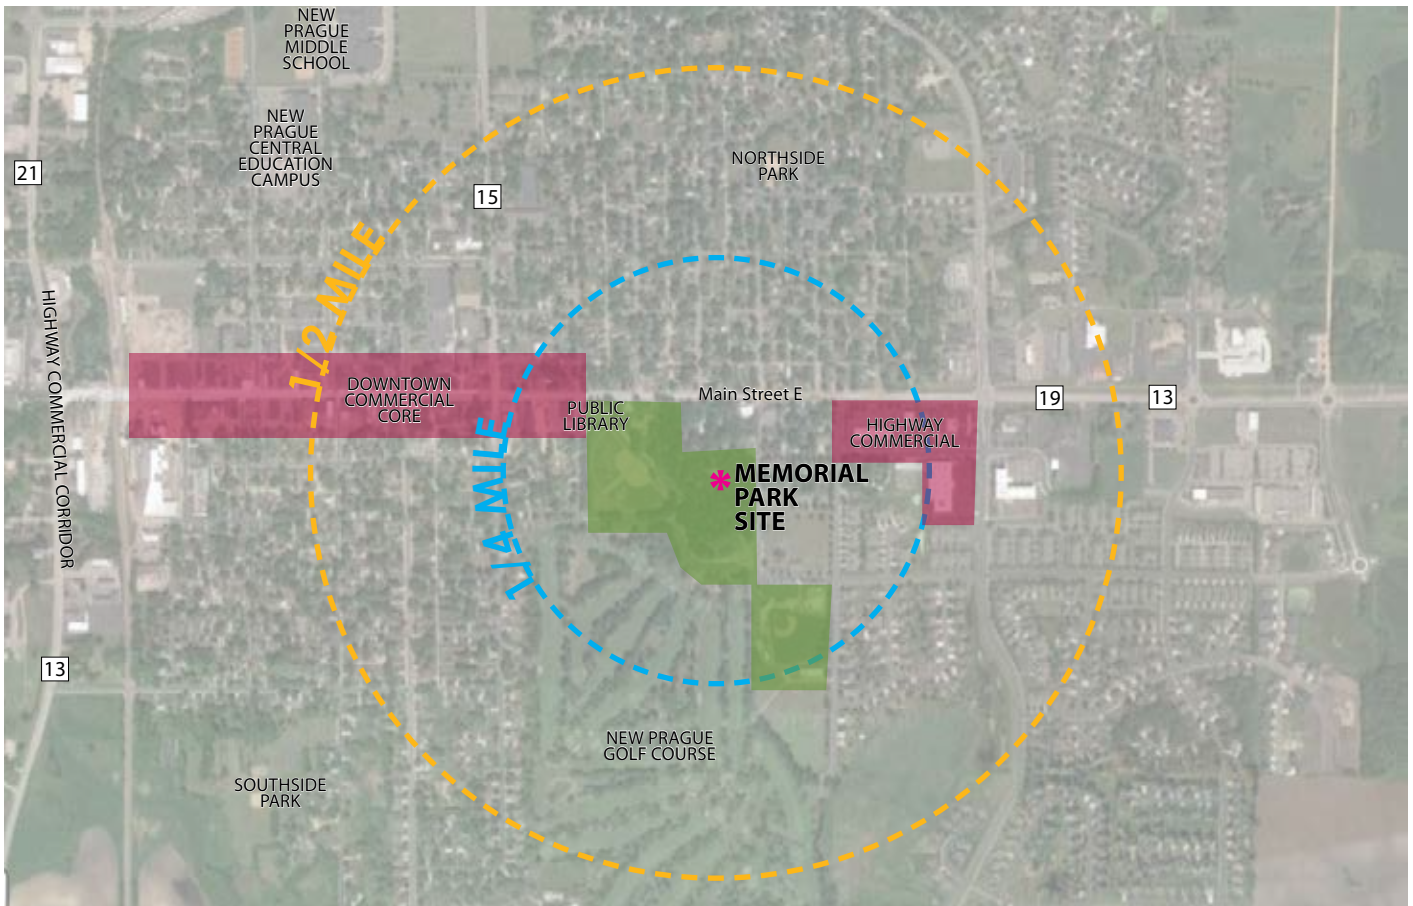 NEW
PRAGUE
MIDDLE
SCHOOL
NEW
PRAGUE
CENTRAL
EDUCATION
CAMPUS
NORTHSIDE
PARK
21
15
1/2 MILE
HIGHWAY COMMERCIAL CORRIDOR
DOWNTOWN
COMMERCIAL
CORE
PUBLIC
LIBRARY
Main Street E
HIGHWAY
COMMERCIAL
19
13
1/4 MILE
* MEMORIAL
PARK
SITE
13
NEW PRAGUE
GOLF COURSE
SOUTHSIDE
PARK